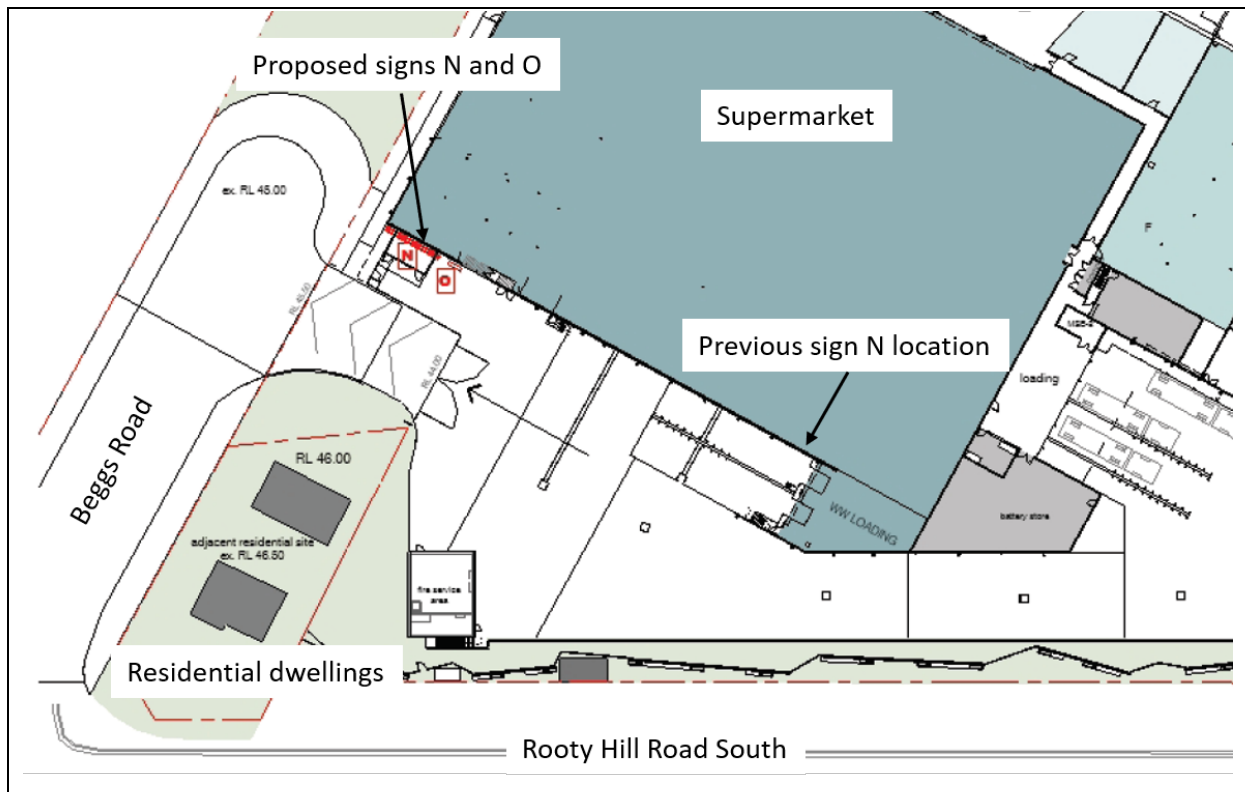 Proposed signs N and O
Supermarket
ex. RL 45.00
N
O
F
RL 45.50
MSB-2
Previous sign N location
loading
RL 44.00
Beggs Road
RL 46.00
WW LOADING
battery store
adjacent residential site
ex. RL 46.50
fire service
area
Residential dwellings
Rooty Hill Road South